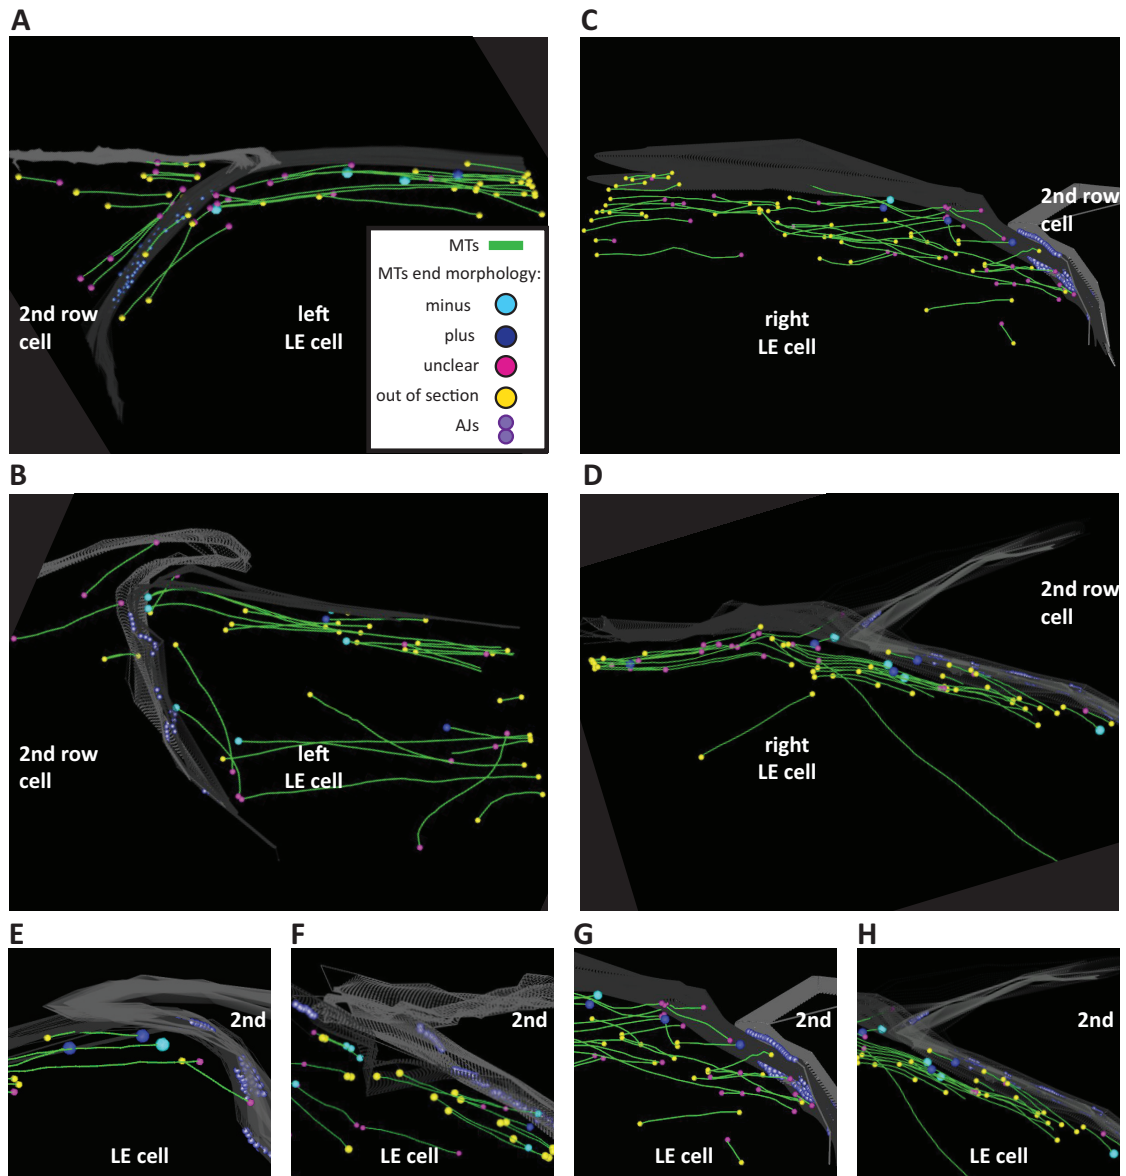 A
C
2nd row
cell
MTs
MTs end morphology:
minus
plus
unclear
out of section
AJs
2nd row
cell
left
LE cell
right
LE cell
B
D
2nd row
cell
2nd row
cell
left
LE cell
right
LE cell
E
F
G
H
2nd
2nd
2nd
2nd
LE cell
LE cell
LE cell
LE cell